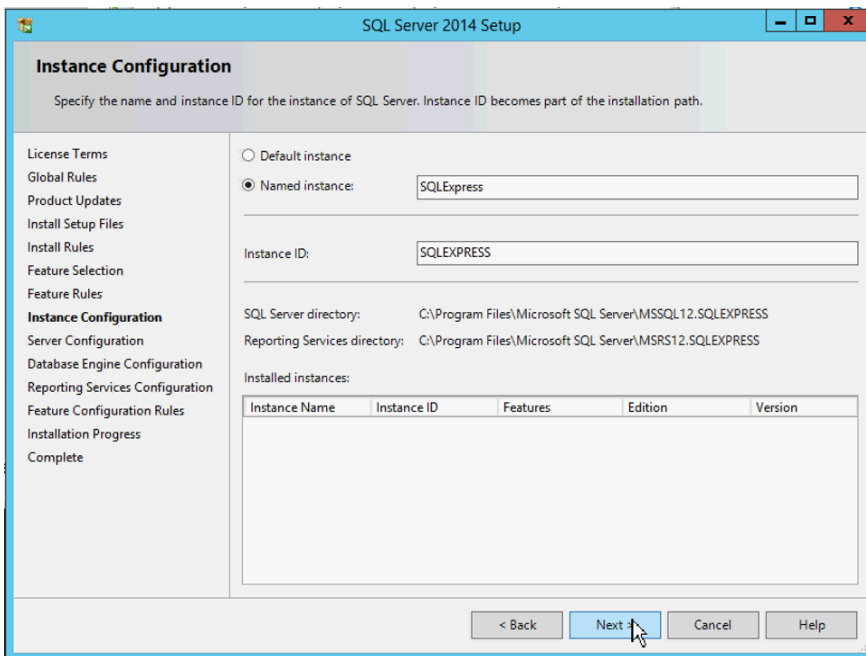 SQL Server 2014 Setup
Instance Configuration
Specify the name and instance ID for the instance of SQL Server. Instance ID becomes part of the installation path.
License Terms
Global Rules
Product Updates
Install Setup Files
Install Rules
Feature Selection
Feature Rules
Instance Configuration
Server Configuration
Database Engine Configuration
Reporting Services Configuration
Feature Configuration Rules
Installation Progress
Complete
Default instance
Named instance: SQLExpress
Instance ID: SQLEXPRESS
SQL Server directory: C:\Program Files\Microsoft SQL Server\MSSQL12.SQLEXPRESS
Reporting Services directory: C:\Program Files\Microsoft SQL Server\MSRS12.SQLEXPRESS
Installed instances:
Instance Name Instance ID Features Edition Version
< Back Next > Cancel Help